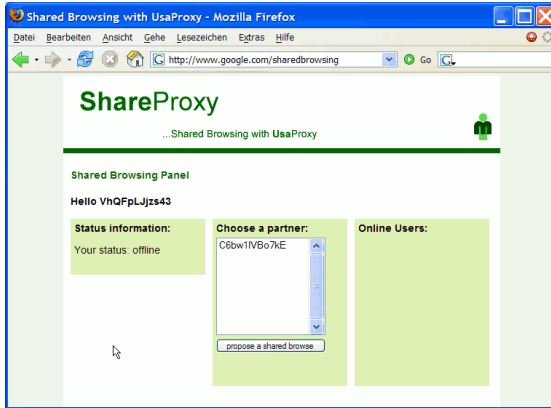 Shared Browsing with UsaProxy - Mozilla Firefox
Datei Bearbeiten Ansicht Gehe Lesezeichen Extras Hilfe
G http://www.google.com/sharedbrowsing Go G
ShareProxy
...Shared Browsing with UsaProxy
Shared Browsing Panel
Hello VhQFpLJjzs43
Status information:
Your status: offline
Choose a partner:
C6bw1IVBo7kE
propose a shared browse
Online Users: